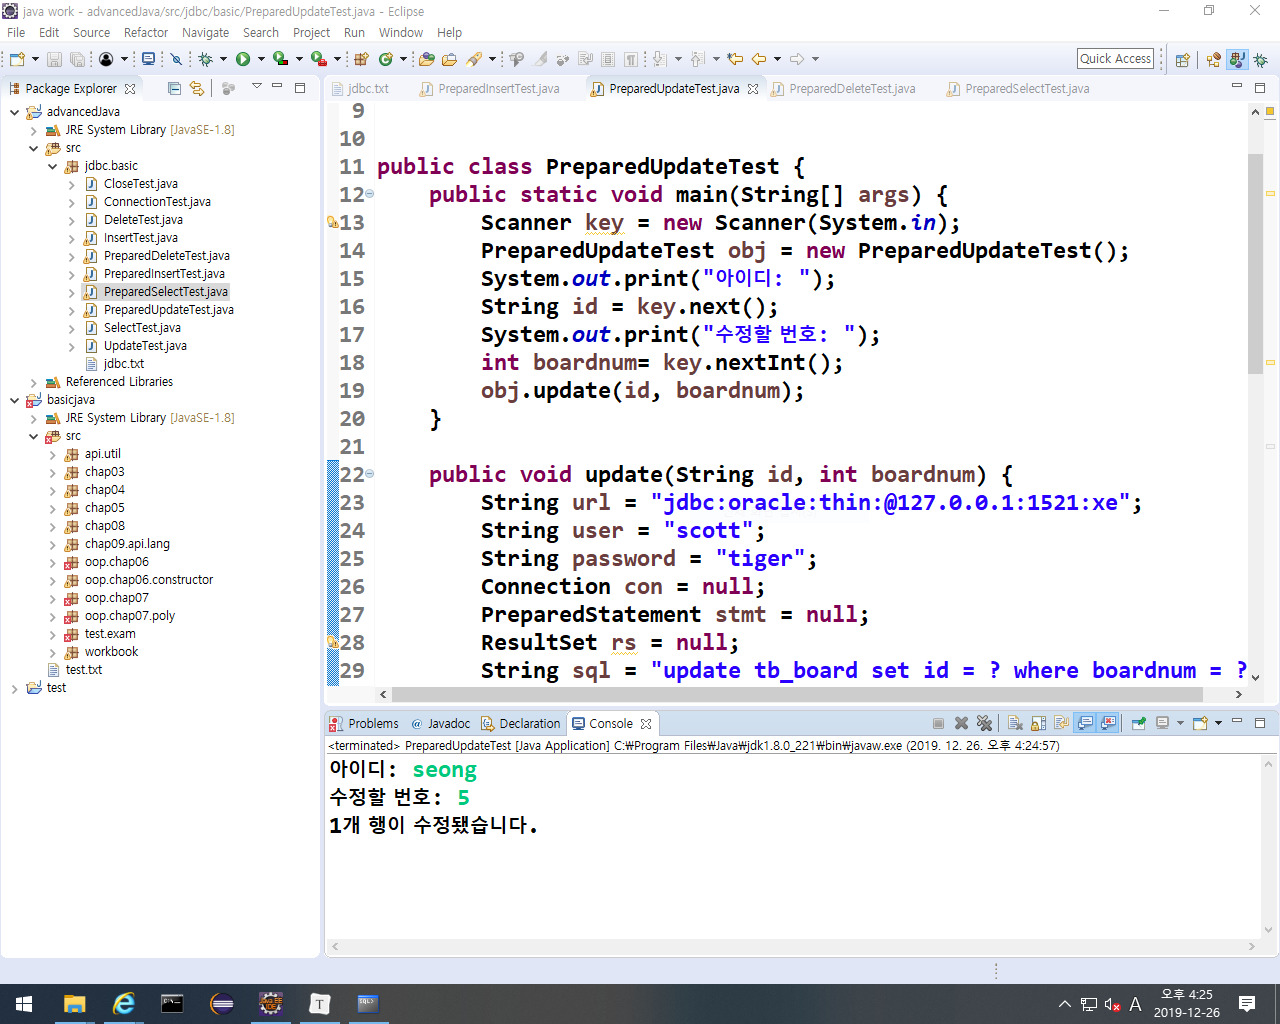 java work - advancedJava/src/jdbc/basic/PreparedUpdateTest.java - Eclipse
File Edit Source Refactor Navigate Search Project Run Window Help
Quick Access
Package Explorer
advancedJava
JRE System Library [JavaSE-1.8]
src
jdbc.basic
CloseTest.java
ConnectionTest.java
DeleteTest.java
InsertTest.java
PreparedDeleteTest.java
PreparedInsertTest.java
PreparedSelectTest.java
PreparedUpdateTest.java
SelectTest.java
UpdateTest.java
jdbc.txt
Referenced Libraries
basicjava
JRE System Library [JavaSE-1.8]
src
api.util
chap03
chap04
chap05
chap08
chap09.api.lang
oop.chap06
oop.chap06.constructor
oop.chap07
oop.chap07.poly
test.exam
workbook
test.txt
test
jdbc.txt PreparedInsertTest.java PreparedUpdateTest.java PreparedDeleteTest.java PreparedSelectTest.java
9
10
11 public class PreparedUpdateTest {
12 public static void main(String[] args) {
13 Scanner key = new Scanner(System.in);
14 PreparedUpdateTest obj = new PreparedUpdateTest();
15 System.out.print("아이디: ");
16 String id = key.next();
17 System.out.print("수정할 번호: ");
18 int boardnum= key.nextInt();
19 obj.update(id, boardnum);
20 }
21
22 public void update(String id, int boardnum) {
23 String url = "jdbc:oracle:thin:@127.0.0.1:1521:xe";
24 String user = "scott";
25 String password = "tiger";
26 Connection con = null;
27 PreparedStatement stmt = null;
28 ResultSet rs = null;
29 String sql = "update tb_board set id = ? where boardnum = ?
Problems @ Javadoc Declaration Console
<terminated> PreparedUpdateTest [Java Application] C:₩Program Files₩Java₩jdk1.8.0_221₩bin₩javaw.exe (2019. 12. 26. 오후 4:24:57)
아이디: seong
수정할 번호: 5
1개 행이 수정됐습니다.
A
오후 4:25
2019-12-26